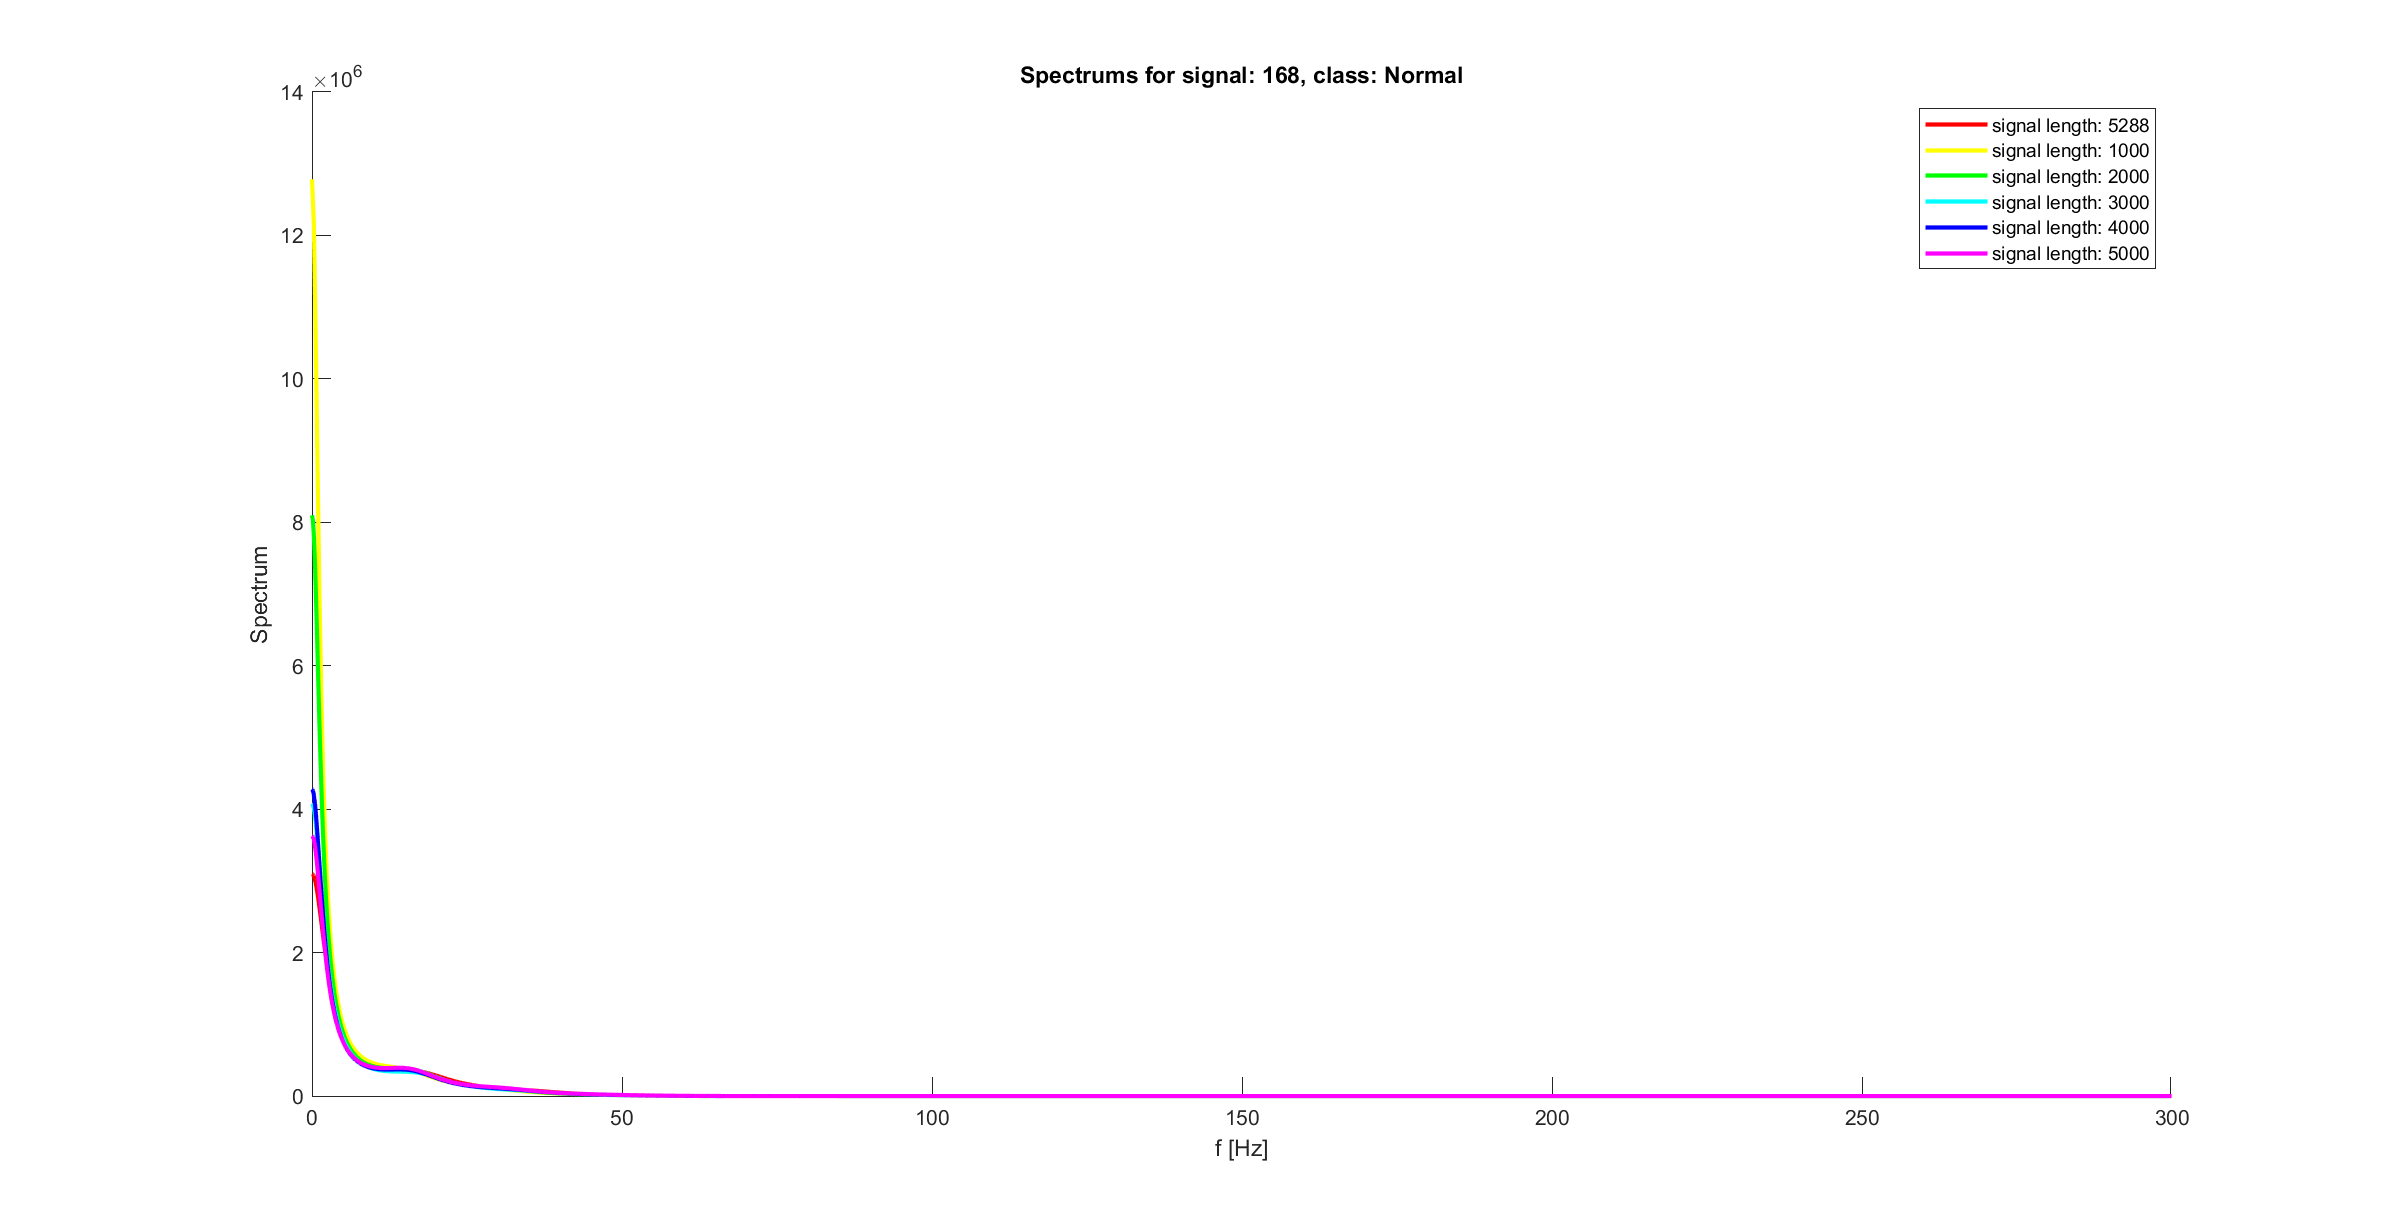 Spectrums for signal: 168, class: Normal
×10^6
14
12
10
8
6
4
2
0
Spectrum
0 50 100 150 200 250 300
f [Hz]
signal length: 5288
signal length: 1000
signal length: 2000
signal length: 3000
signal length: 4000
signal length: 5000